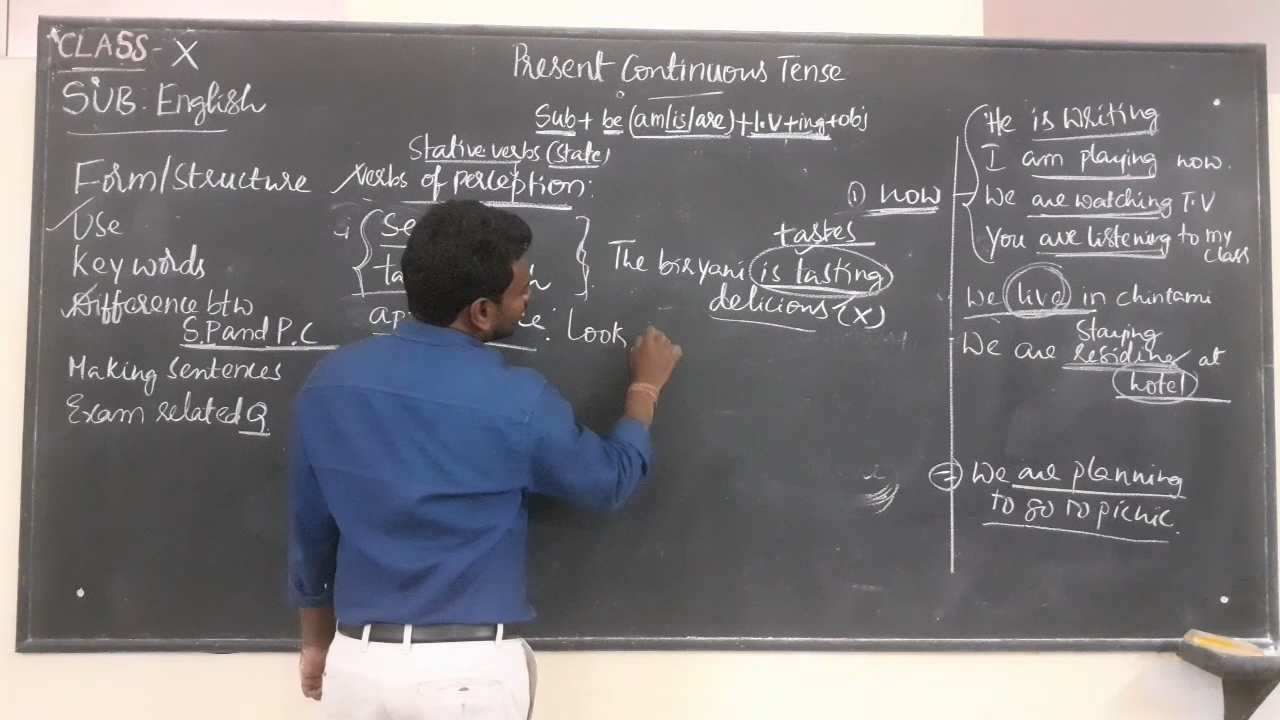 CLASS - X
SUB: English
Present Continuous Tense
Sub + be (am/is/are) + I.V + ing + obj
Form/Structure
Use
Key words
Difference btw
S.P and P.C
Making sentences
Exam related Q
Stative verbs (State)
Verbs of perception:
Look
tastes
The biryani is tasting
delicious (X)
(1) now
He is writing
I am playing now.
We are watching T.V
You are listening to my
class
We live in chintami
staying
We are residing at
hotel
We are planning
to go to picnic.